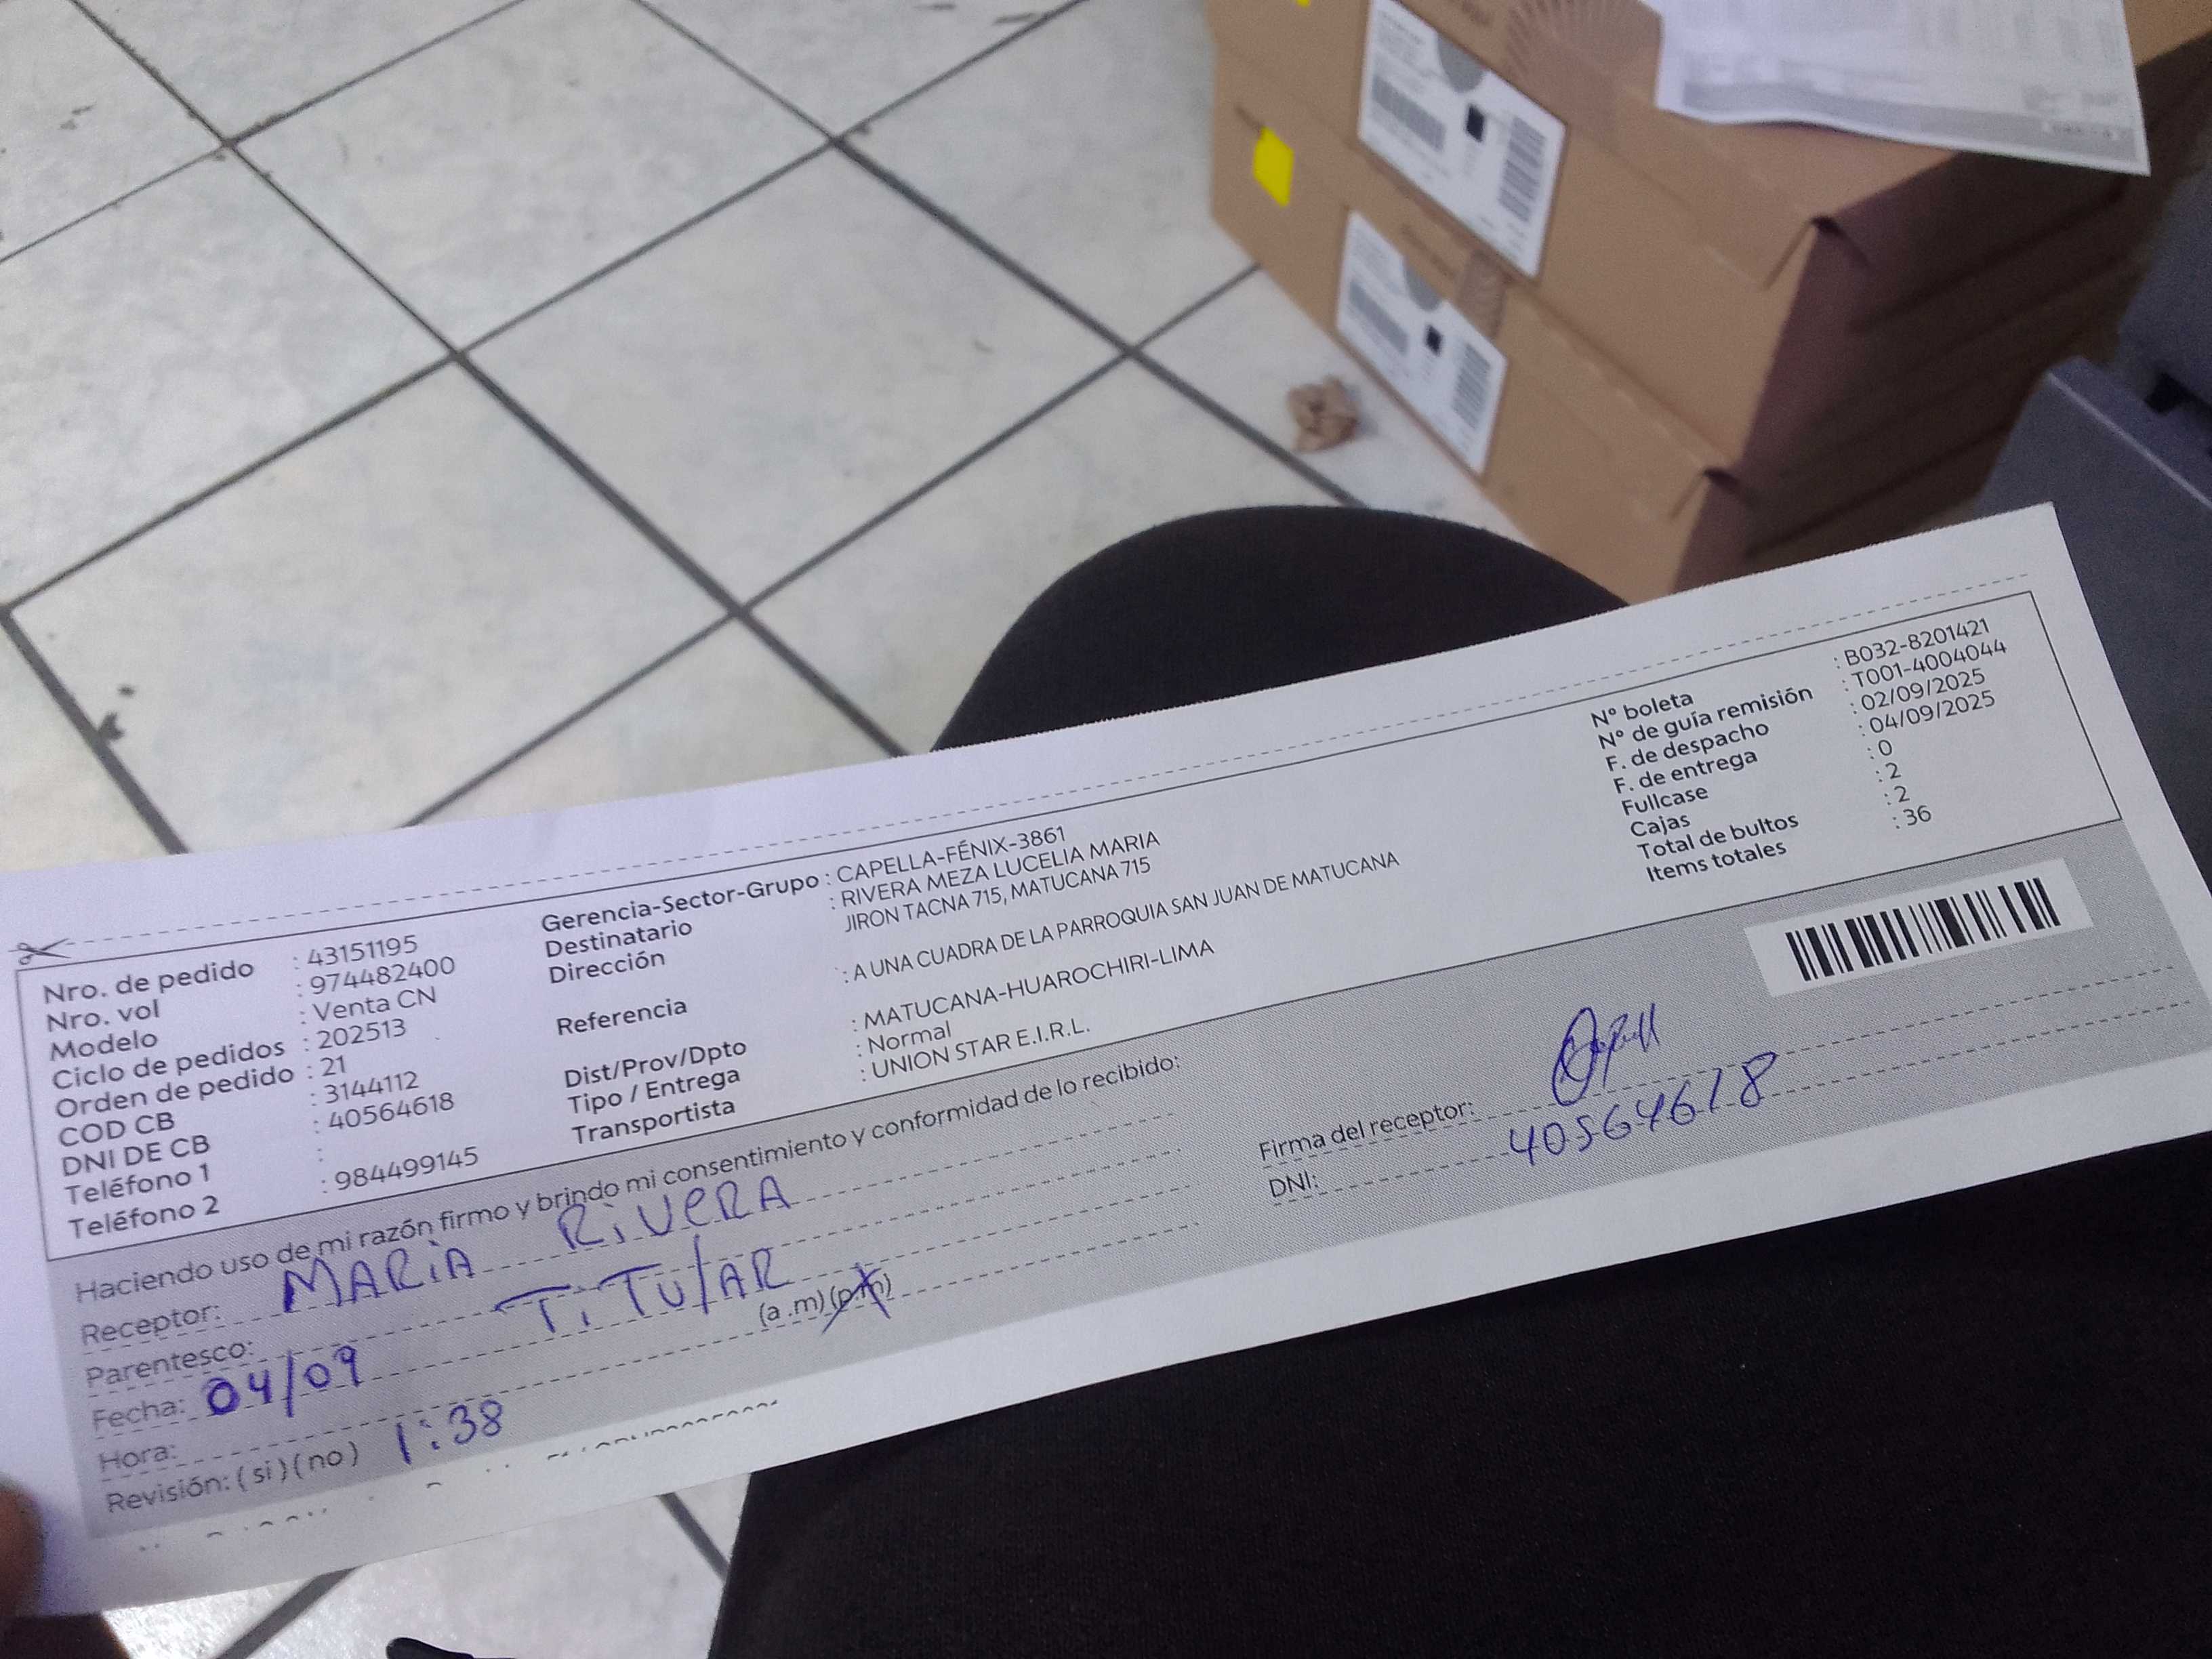 Nro. de pedido : 43151195
Nro. vol : 974482400
Modelo : Venta CN
Ciclo de pedidos : 202513
Orden de pedido : 21
COD CB : 3144112
DNI DE CB : 40564618
Teléfono 1 :
Teléfono 2 : 984499145
Gerencia-Sector-Grupo : CAPELLA-FÉNIX-3861
Destinatario : RIVERA MEZA LUCELIA MARIA
Dirección JIRON TACNA 715, MATUCANA 715
Referencia : A UNA CUADRA DE LA PARROQUIA SAN JUAN DE MATUCANA
Dist/Prov/Dpto : MATUCANA-HUAROCHIRI-LIMA
Tipo / Entrega : Normal
Transportista : UNION STAR E.I.R.L.
N° boleta : B032-8201421
N° de guía remisión : T001-4004044
F. de despacho : 02/09/2025
F. de entrega : 04/09/2025
Fullcase : 0
Cajas : 2
Total de bultos : 2
Items totales : 36
Haciendo uso de mi razón firmo y brindo mi consentimiento y conformidad de lo recibido:
Receptor: MARiA RiVERA
Parentesco: TiTUlAR
Fecha: 04/09
Hora: 1:38 (a .m) (p.m)
Revisión: ( si ) ( no )
Firma del receptor:
DNI: 40564618